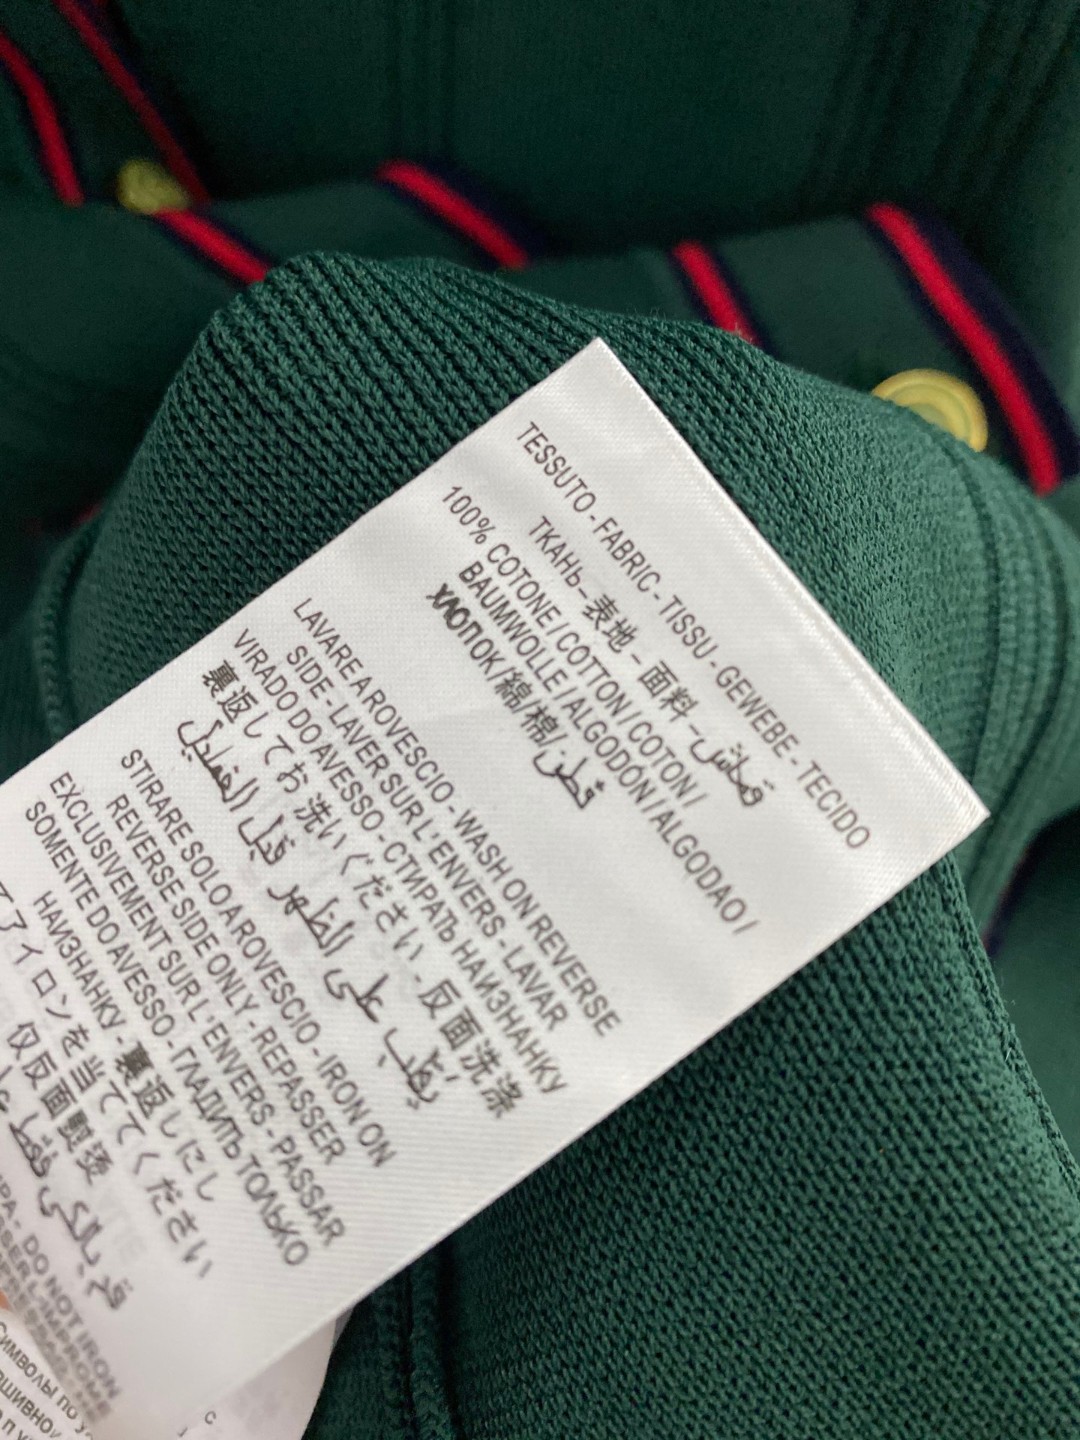 TESSUTO - FABRIC - TISSU - GEWEBE - TECIDO
ТКАНЬ - 表地 - 面料 - قماش
100% COTONE / COTTON / COTON /
BAUMWOLLE / ALGODÓN / ALGODAO /
ХЛОПОК / 綿 / 棉 / قطن
LAVARE A ROVESCIO - WASH ON REVERSE
SIDE - LAVER SUR L'ENVERS - LAVAR
VIRADO DO AVESSO - СТИРАТЬ НАИЗНАНКУ
裏返してお 洗いください - 反面洗涤
يقلب على الظهر قبل الغسيل
STIRARE SOLO A ROVESCIO - IRON ON
REVERSE SIDE ONLY - REPASSER
EXCLUSIVEMENT SUR L'ENVERS - PASSAR
SOMENTE DO AVESSO - ГЛАДИТЬ ТОЛЬКО
НАИЗНАНКУ - 裏返しにし
てアイロンを当ててください
仅反面熨烫
DO NOT IRON
СИМВОЛЫ ПО